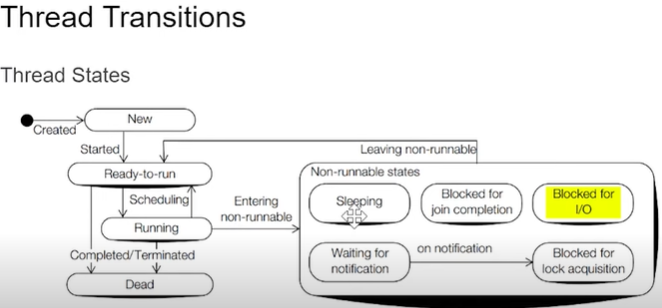 Thread Transitions
Thread States
New
Created
Started
Leaving non-runnable
Ready-to-run
Non-runnable states
Scheduling
Entering
non-runnable
Sleeping
Blocked for
join completion
Blocked for
I/O
Running
Completed/Terminated
Waiting for
notification
on notification
Blocked for
lock acquisition
Dead